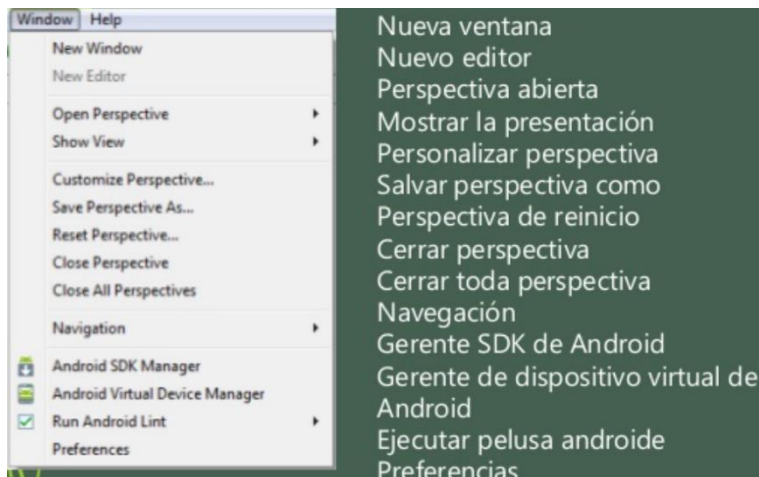 Window Help
New Window
New Editor
Open Perspective
Show View
Customize Perspective...
Save Perspective As...
Reset Perspective...
Close Perspective
Close All Perspectives
Navigation
Android SDK Manager
Android Virtual Device Manager
Run Android Lint
Preferences
Nueva ventana
Nuevo editor
Perspectiva abierta
Mostrar la presentación
Personalizar perspectiva
Salvar perspectiva como
Perspectiva de reinicio
Cerrar perspectiva
Cerrar toda perspectiva
Navegación
Gerente SDK de Android
Gerente de dispositivo virtual de
Android
Ejecutar pelusa androide
Preferencias